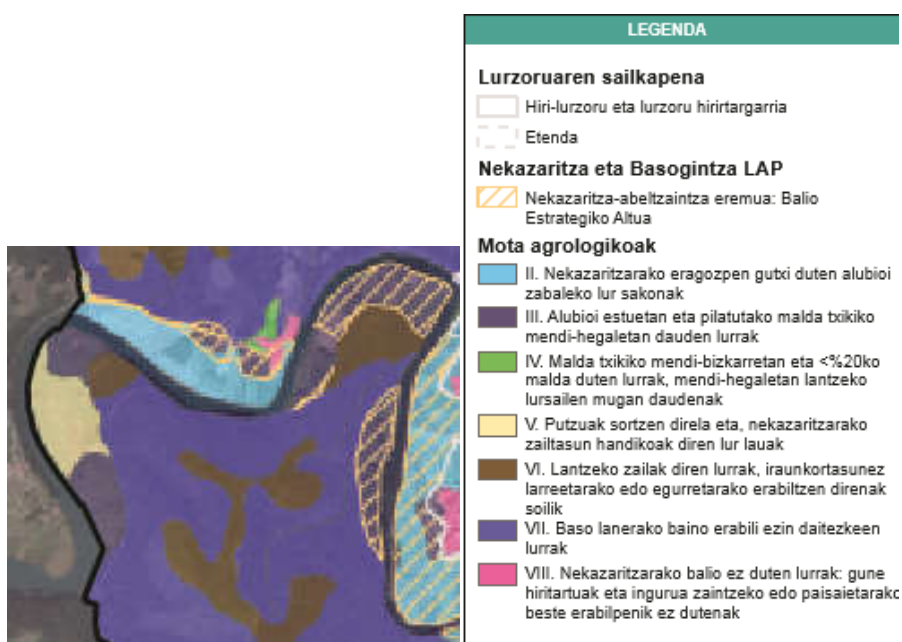 LEGENDA
Lurzoruaren sailkapena
Hiri-lurzoru eta lurzoru hirirtargarria
Etenda
Nekazaritza eta Basogintza LAP
Nekazaritza-abeltzaintza eremua: Balio
Estrategiko Altua
Mota agrologikoak
II. Nekazaritzarako eragozpen gutxi duten alubioi
zabaleko lur sakonak
III. Alubioi estuetan eta pilatutako malda txikiko
mendi-hegaletan dauden lurrak
IV. Malda txikiko mendi-bizkarretan eta <%20ko
malda duten lurrak, mendi-hegaletan lantzeko
lursailen mugan daudenak
V. Putzuak sortzen direla eta, nekazaritzarako
zailtasun handikoak diren lur lauak
VI. Lantzeko zailak diren lurrak, iraunkortasunez
larreetarako edo egurretarako erabiltzen direnak
soilik
VII. Baso lanerako baino erabili ezin daitezkeen
lurrak
VIII. Nekazaritzarako balio ez duten lurrak: gune
hiritartuak eta ingurua zaintzeko edo paisaietarako
beste erabilpenik ez dutenak